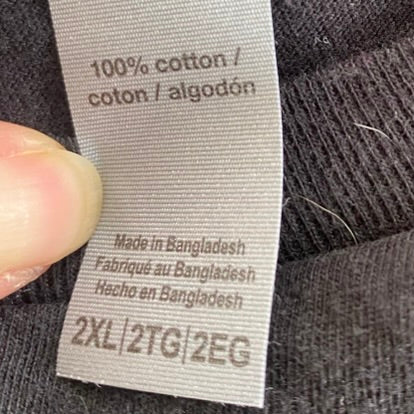 100% cotton /
coton / algodón
Made in Bangladesh
Fabriqué au Bangladesh
Hecho en Bangladesh
2XL|2TG|2EG